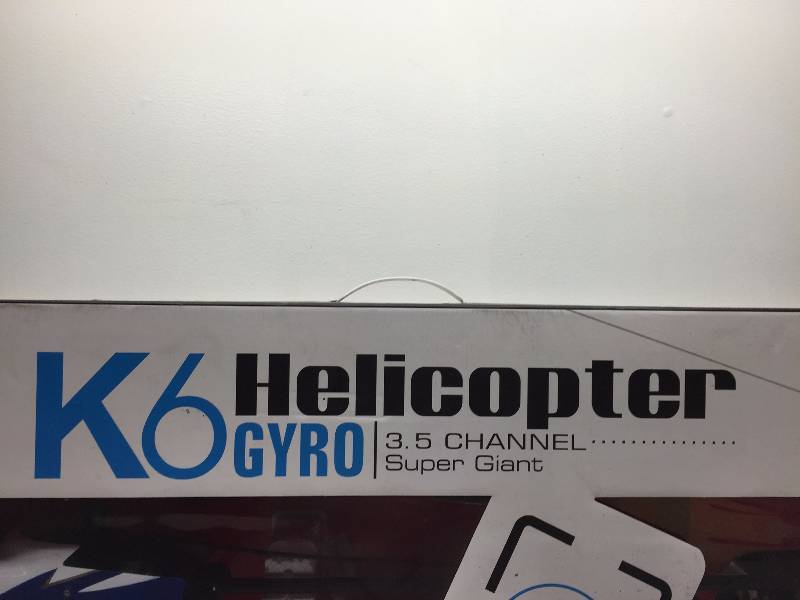 K6 Helicopter
GYRO 3.5 CHANNEL
Super Giant